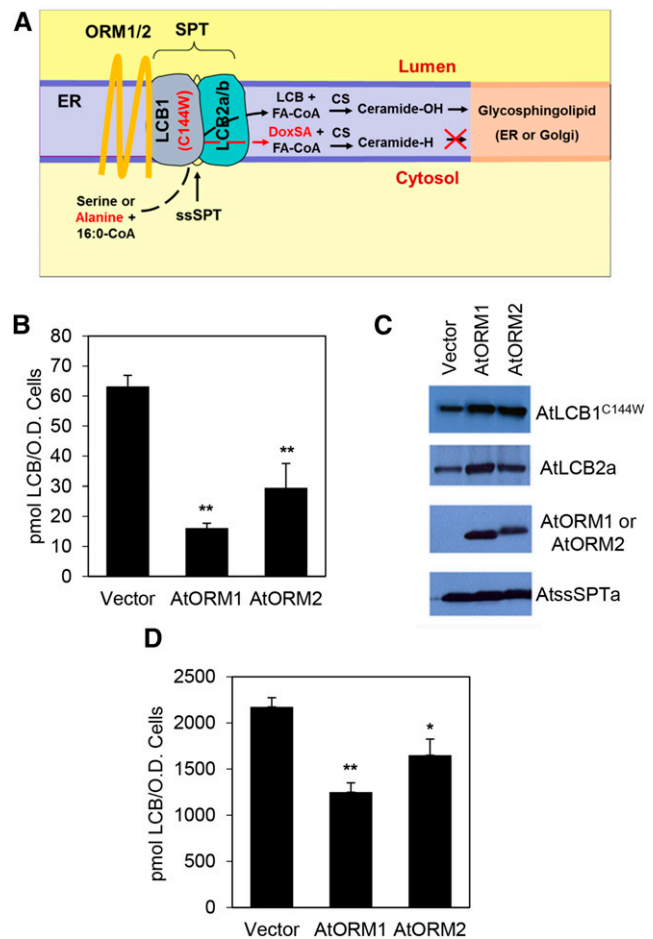 A
ORM1/2
SPT
Lumen
ER
LCB1
(C144W)
LCB2a/b
LCB +
FA-CoA
CS
Ceramide-OH
DoxSA +
FA-CoA
CS
Ceramide-H
Glycosphingolipid
(ER or Golgi)
Cytosol
Serine or
Alanine +
16:0-CoA
ssSPT
B
pmol LCB/O.D. Cells
80
70
60
50
40
30
20
10
0
**
**
Vector
AtORM1
AtORM2
C
Vector
AtORM1
AtORM2
AtLCB1^C144W
AtLCB2a
AtORM1 or
AtORM2
AtssSPTa
D
pmol LCB/O.D. Cells
2500
2000
1500
1000
500
0
**
*
Vector
AtORM1
AtORM2